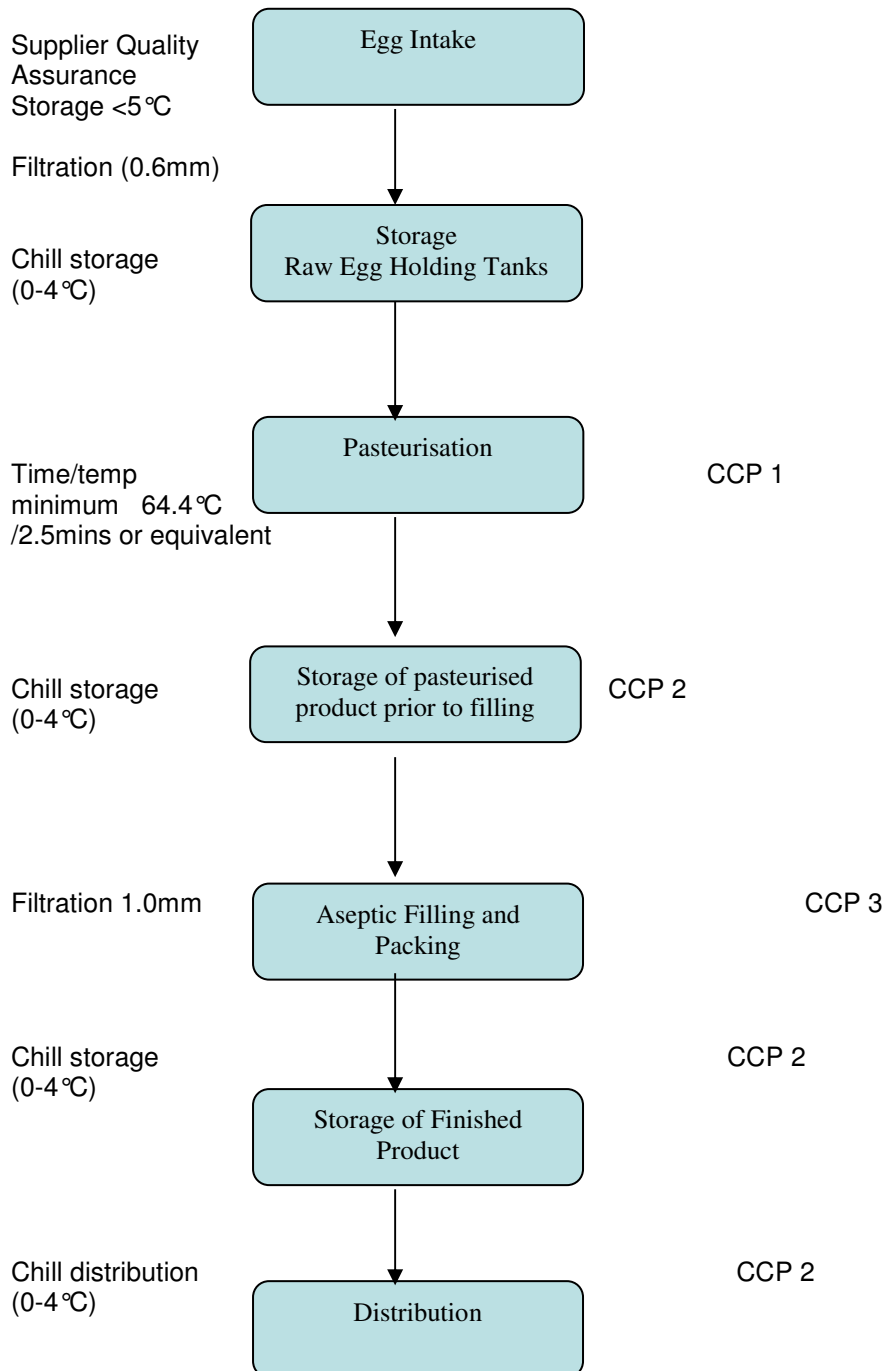 Egg Intake
Supplier Quality
Assurance
Storage <5°C
Filtration (0.6mm)
Storage
Raw Egg Holding Tanks
Chill storage
(0-4°C)
Pasteurisation
Time/temp
minimum 64.4°C
/2.5mins or equivalent
CCP 1
Storage of pasteurised
product prior to filling
Chill storage
(0-4°C)
CCP 2
Filtration 1.0mm
Aseptic Filling and
Packing
CCP 3
Chill storage
(0-4°C)
CCP 2
Storage of Finished
Product
Chill distribution
(0-4°C)
CCP 2
Distribution